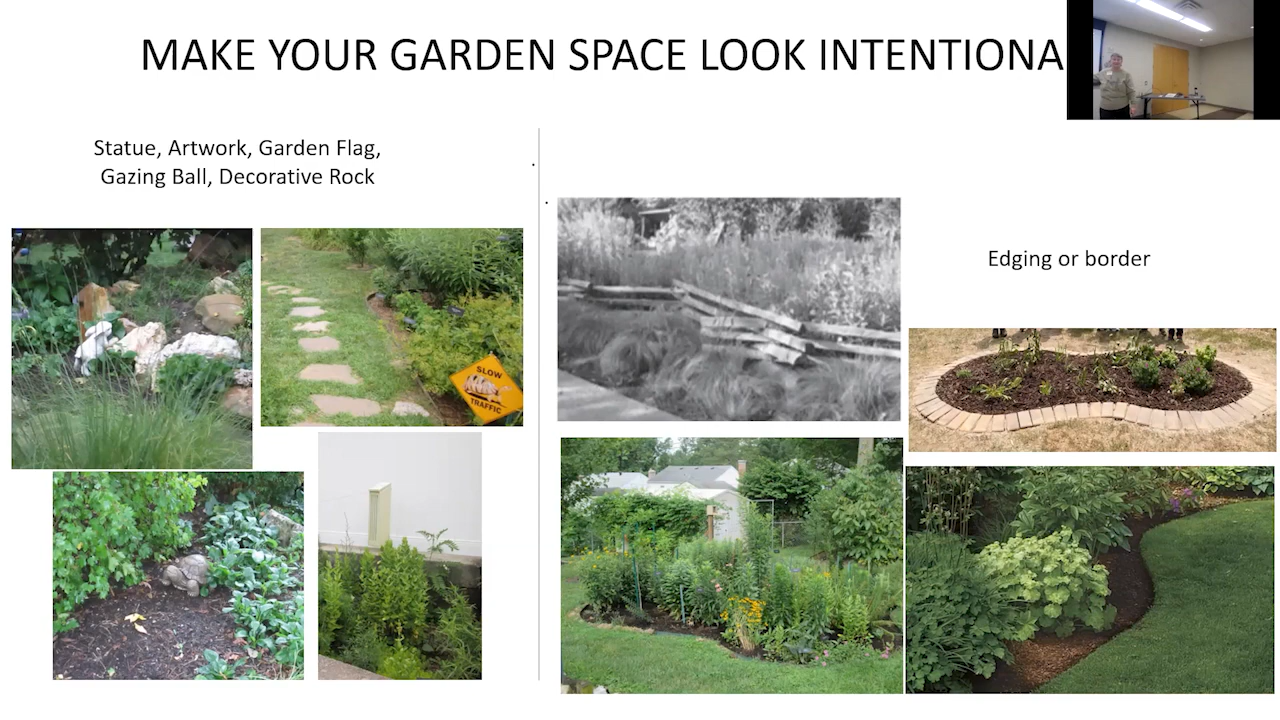 MAKE YOUR GARDEN SPACE LOOK INTENTIONA
Statue, Artwork, Garden Flag,
Gazing Ball, Decorative Rock
Edging or border
SLOW
TRAFFIC